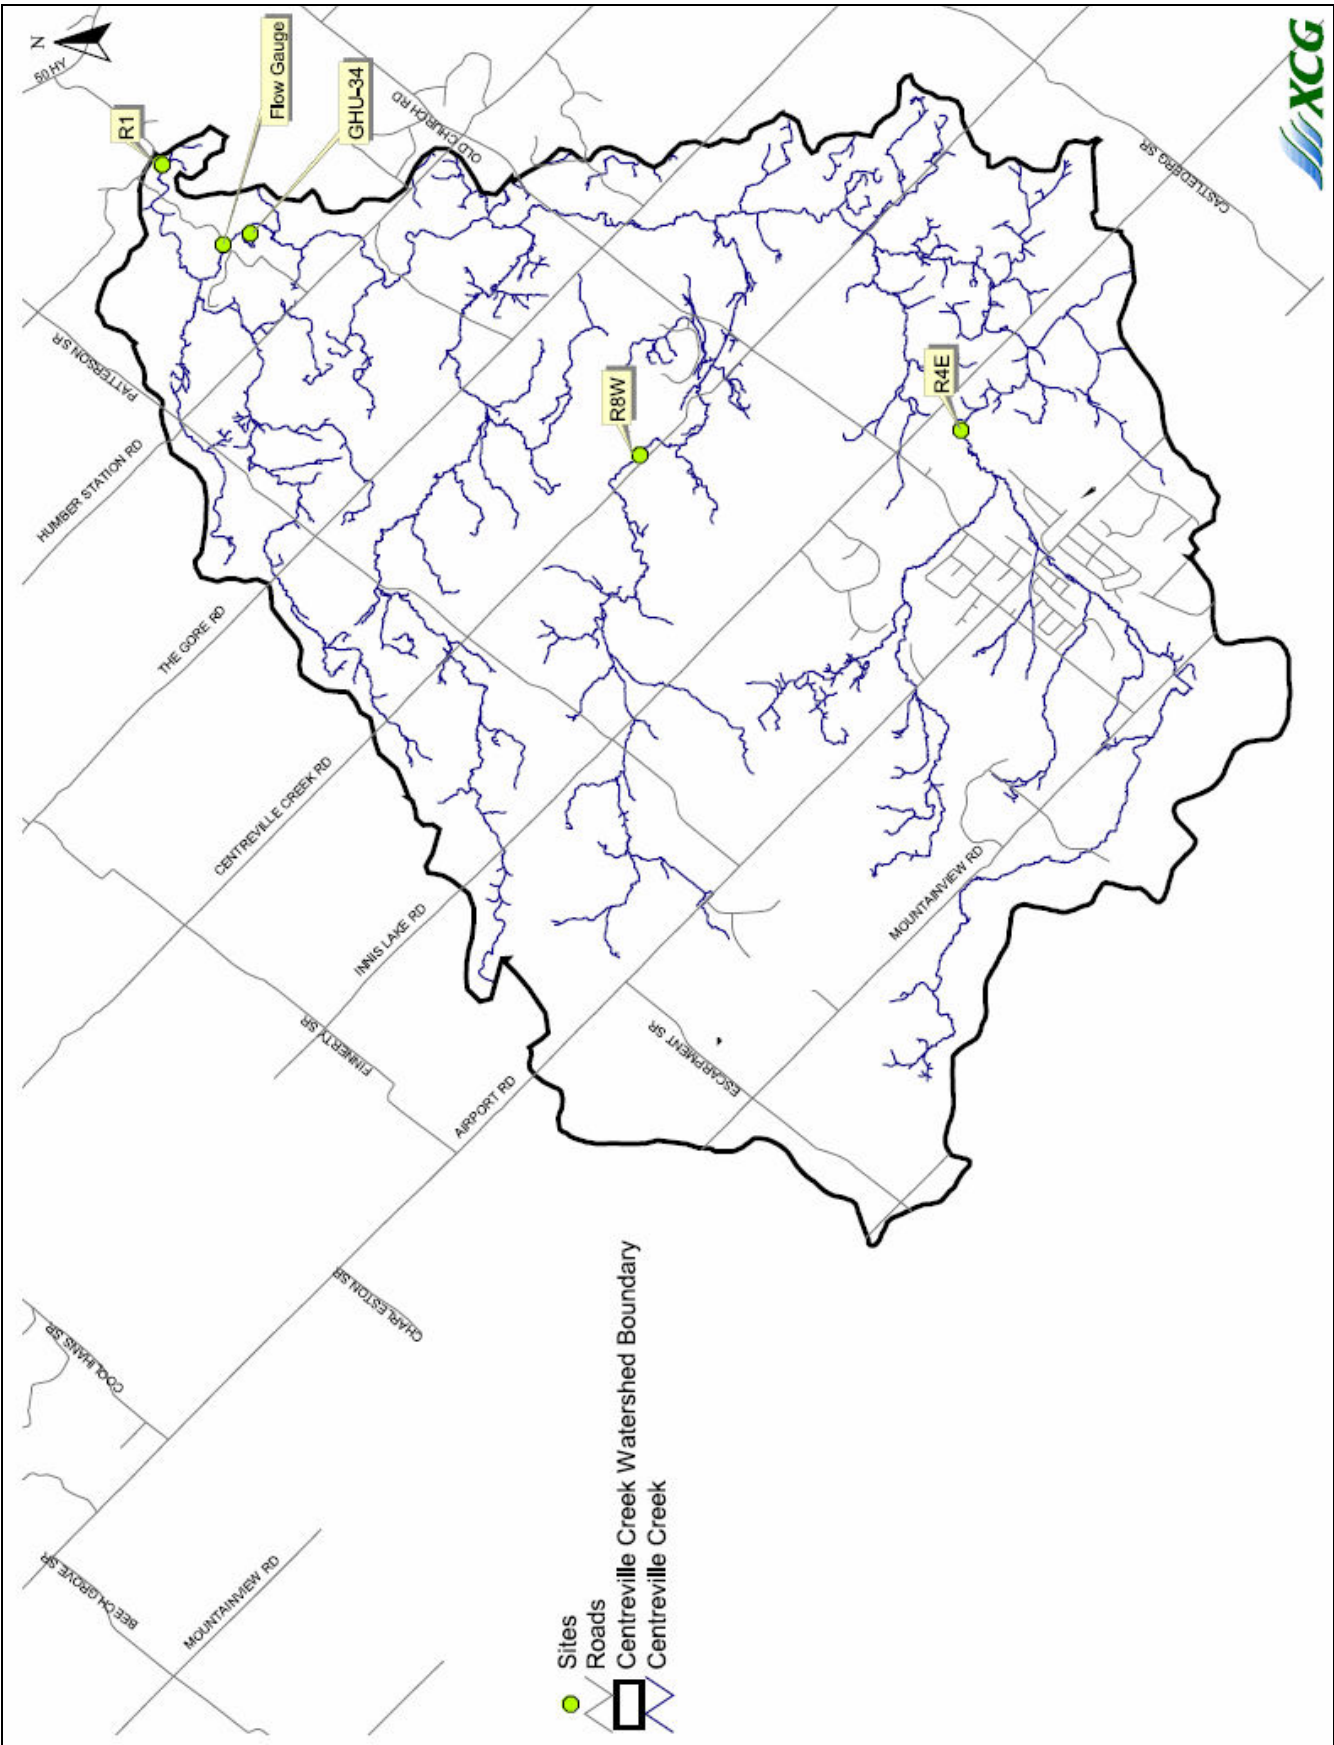 N
50 HY
R1
Flow Gauge
GHU-34
OLD CHURCH RD
CASTLEDERG SR
XCG
PATTERSON SR
HUMBER STATION RD
R8W
R4E
THE GORE RD
CENTREVILLE CREEK RD
INNIS LAKE RD
MOUNTAINVIEW RD
FINNERTY SR
ESCARPMENT SR
AIRPORT RD
CHARLESTON SR
COOLIHANS SR
BEECH GROVE SR
MOUNTAINVIEW RD
Sites
Roads
Centreville Creek Watershed Boundary
Centreville Creek